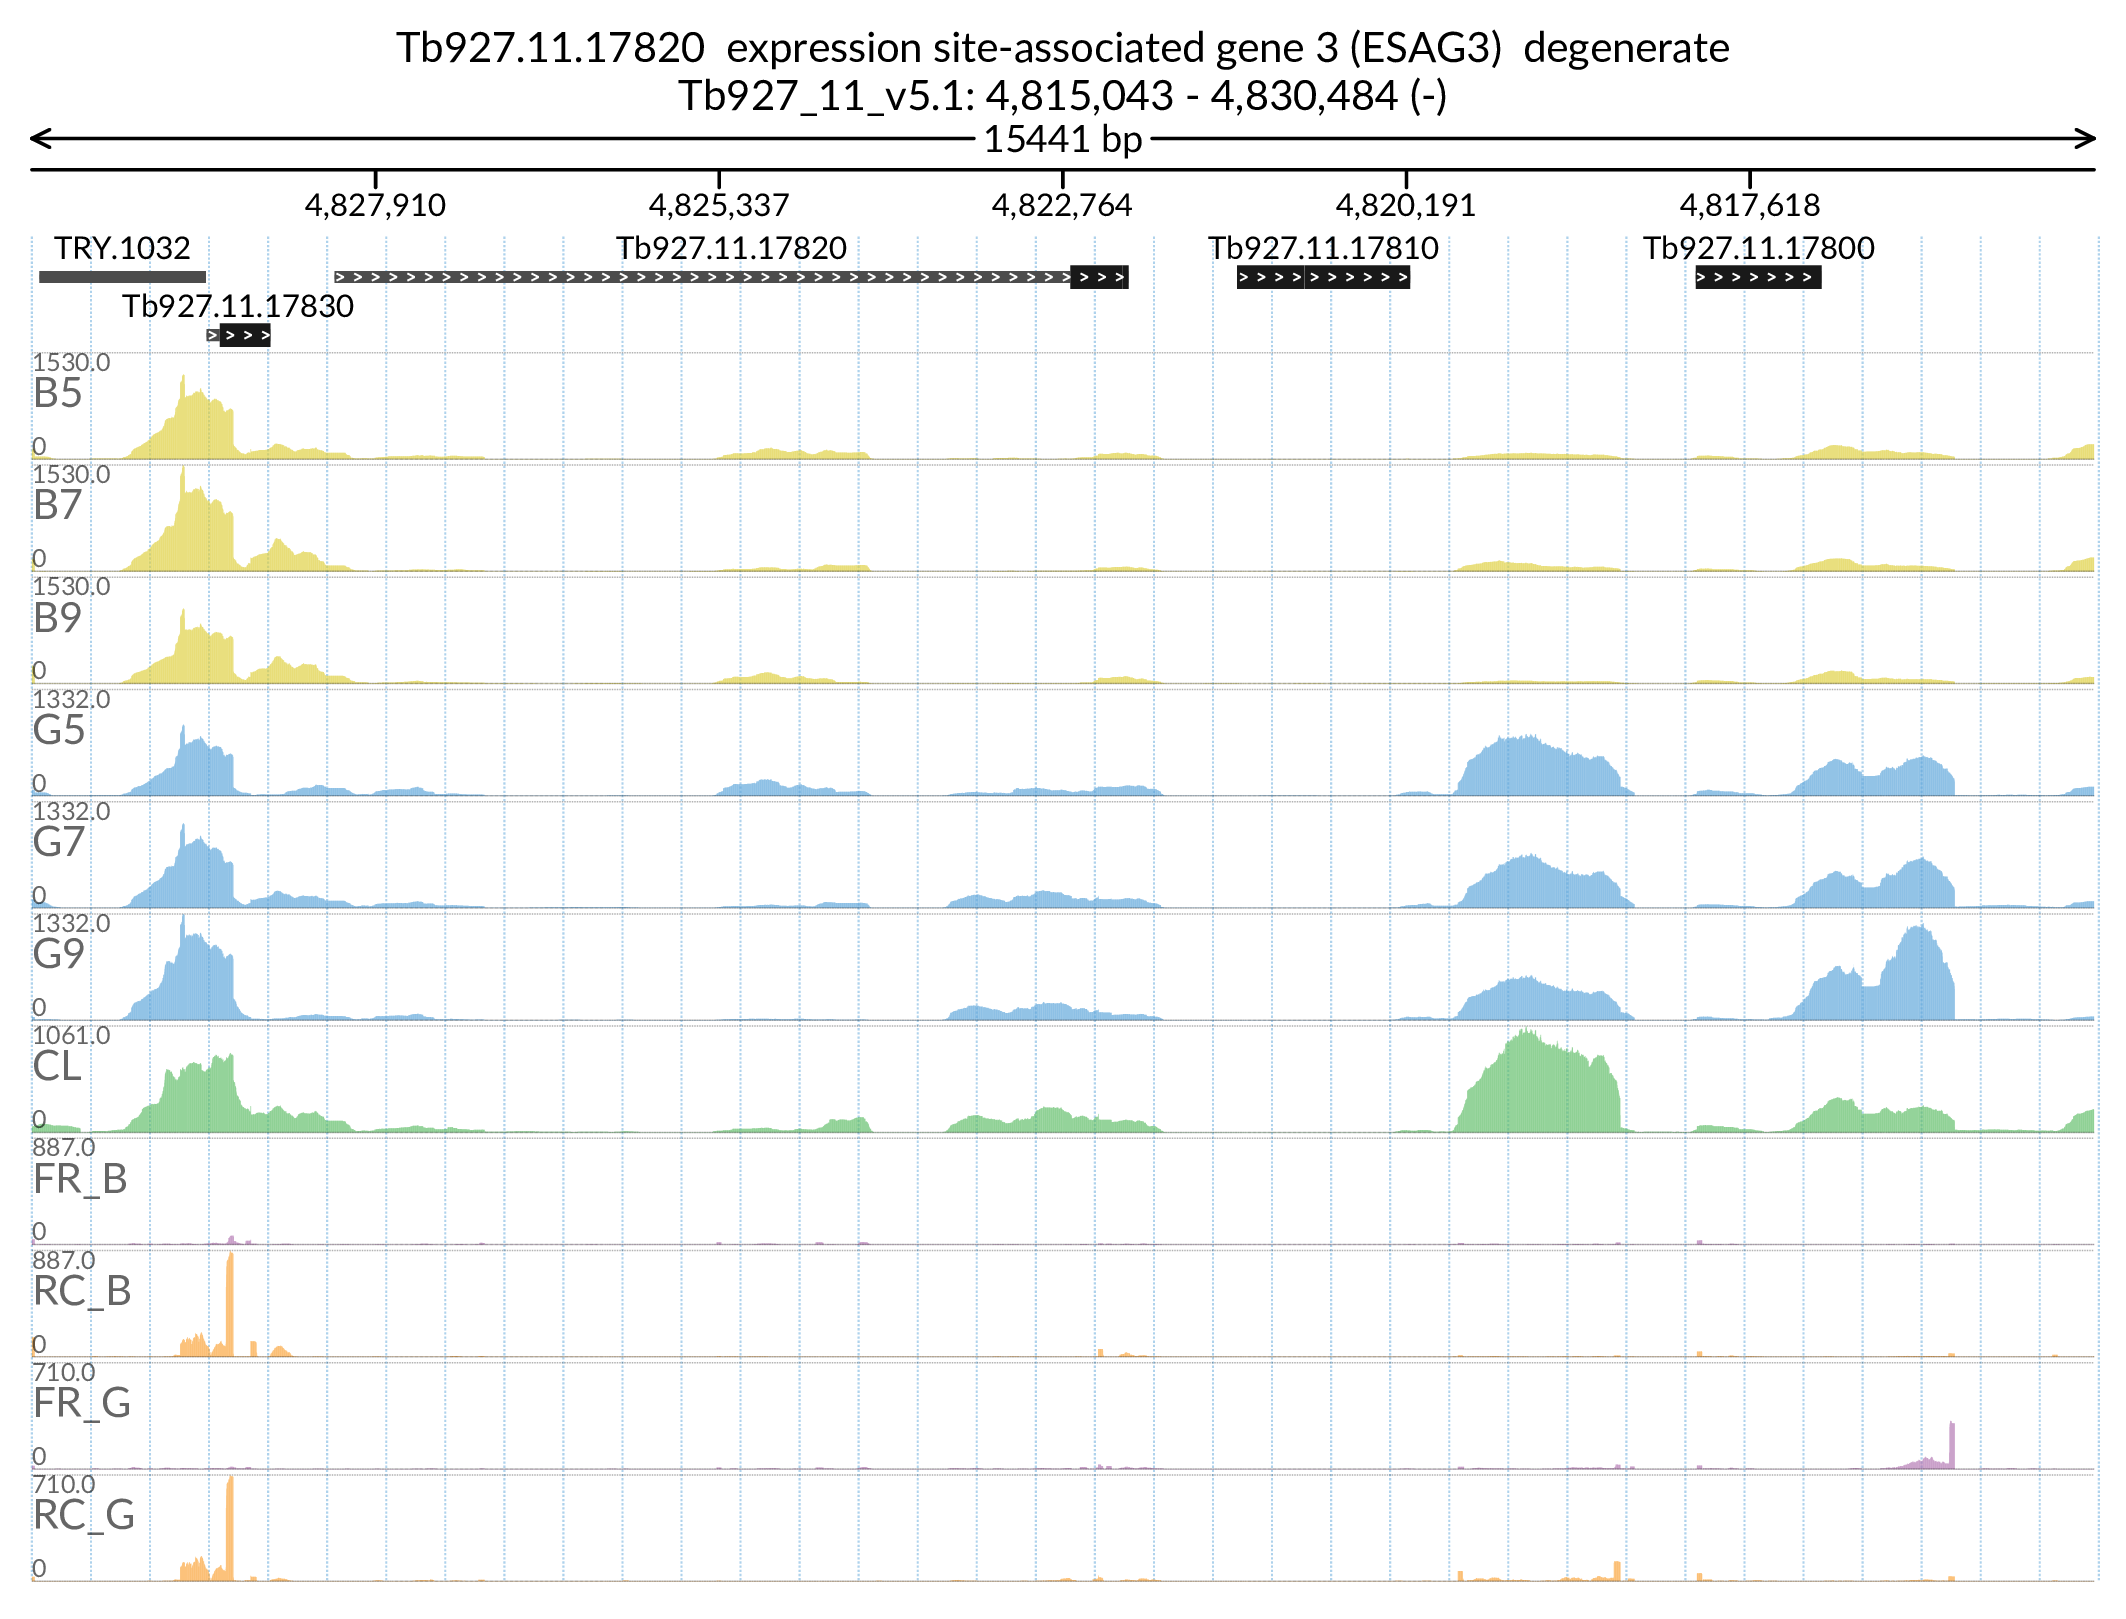 Tb927.11.17820  expression site-associated gene 3 (ESAG3)  degenerate
Tb927_11_v5.1: 4,815,043 - 4,830,484 (-)
15441 bp
4,827,910 4,825,337 4,822,764 4,820,191 4,817,618
TRY.1032 Tb927.11.17820 Tb927.11.17810 Tb927.11.17800
Tb927.11.17830
1530.0
B5
0
1530.0
B7
0
1530.0
B9
0
1332.0
G5
0
1332.0
G7
0
1332.0
G9
0
1061.0
CL
0
887.0
FR_B
0
887.0
RC_B
0
710.0
FR_G
0
710.0
RC_G
0